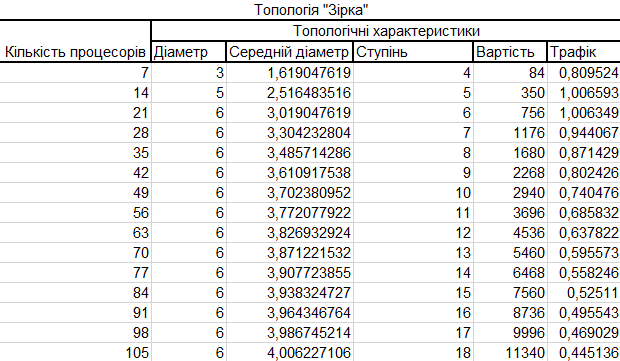 Топологія "Зірка"
Топологічні характеристики
Кількість процесорів Діаметр Середній діаметр Ступінь Вартість Трафік
7 3 1,619047619 4 84 0,809524
14 5 2,516483516 5 350 1,006593
21 6 3,019047619 6 756 1,006349
28 6 3,304232804 7 1176 0,944067
35 6 3,485714286 8 1680 0,871429
42 6 3,610917538 9 2268 0,802426
49 6 3,702380952 10 2940 0,740476
56 6 3,772077922 11 3696 0,685832
63 6 3,826932924 12 4536 0,637822
70 6 3,871221532 13 5460 0,595573
77 6 3,907723855 14 6468 0,558246
84 6 3,938324727 15 7560 0,52511
91 6 3,964346764 16 8736 0,495543
98 6 3,986745214 17 9996 0,469029
105 6 4,006227106 18 11340 0,445136